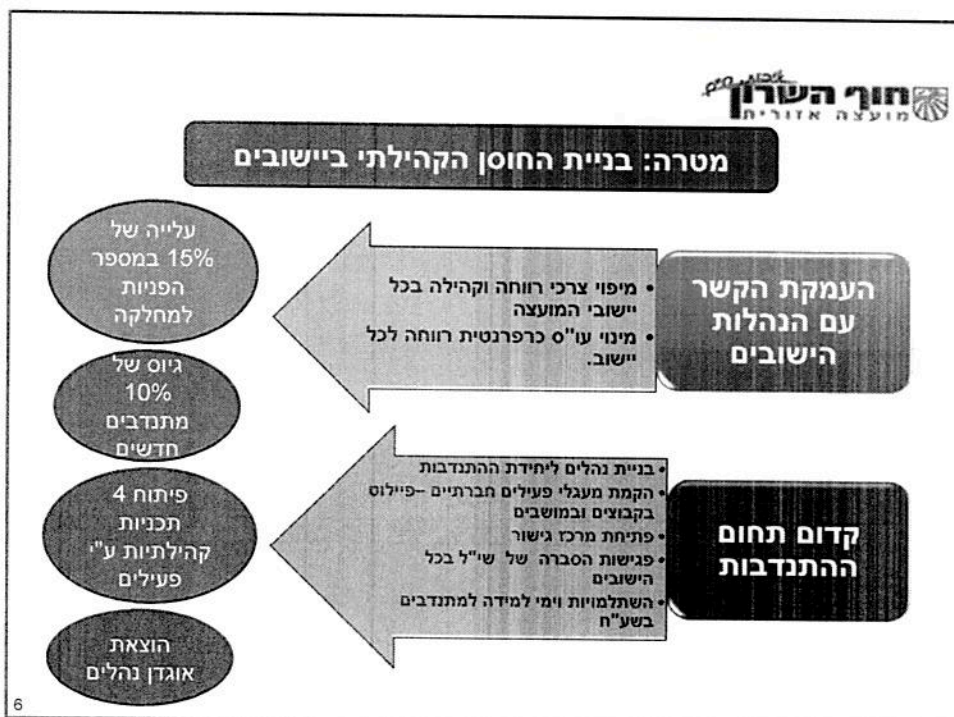 חוף השרון
מועצה אזורית
מטרה: בניית החוסן הקהילתי ביישובים
העמקת הקשר
עם הנהלות
הישובים
• מיפוי צרכי רווחה וקהילה בכל
יישובי המועצה
• מינוי עו"ס כרפרנטית רווחה לכל
יישוב.
עלייה של
15% במספר
הפניות
למחלקה
גיוס של
10%
מתנדבים
חדשים
קדום תחום
ההתנדבות
• בניית נהלים ליחידת ההתנדבות
• הקמת מעגלי פעילים חברתיים –פיילוט
בקבוצים ובמושבים
• פתיחת מרכז גישור
• פגישות הסברה של שי"ל בכל
הישובים
• השתלמויות וימי למידה למתנדבים
בשע"ח
פיתוח 4
תכניות
קהילתיות ע"י
פעילים
הוצאת
אוגדן נהלים
6